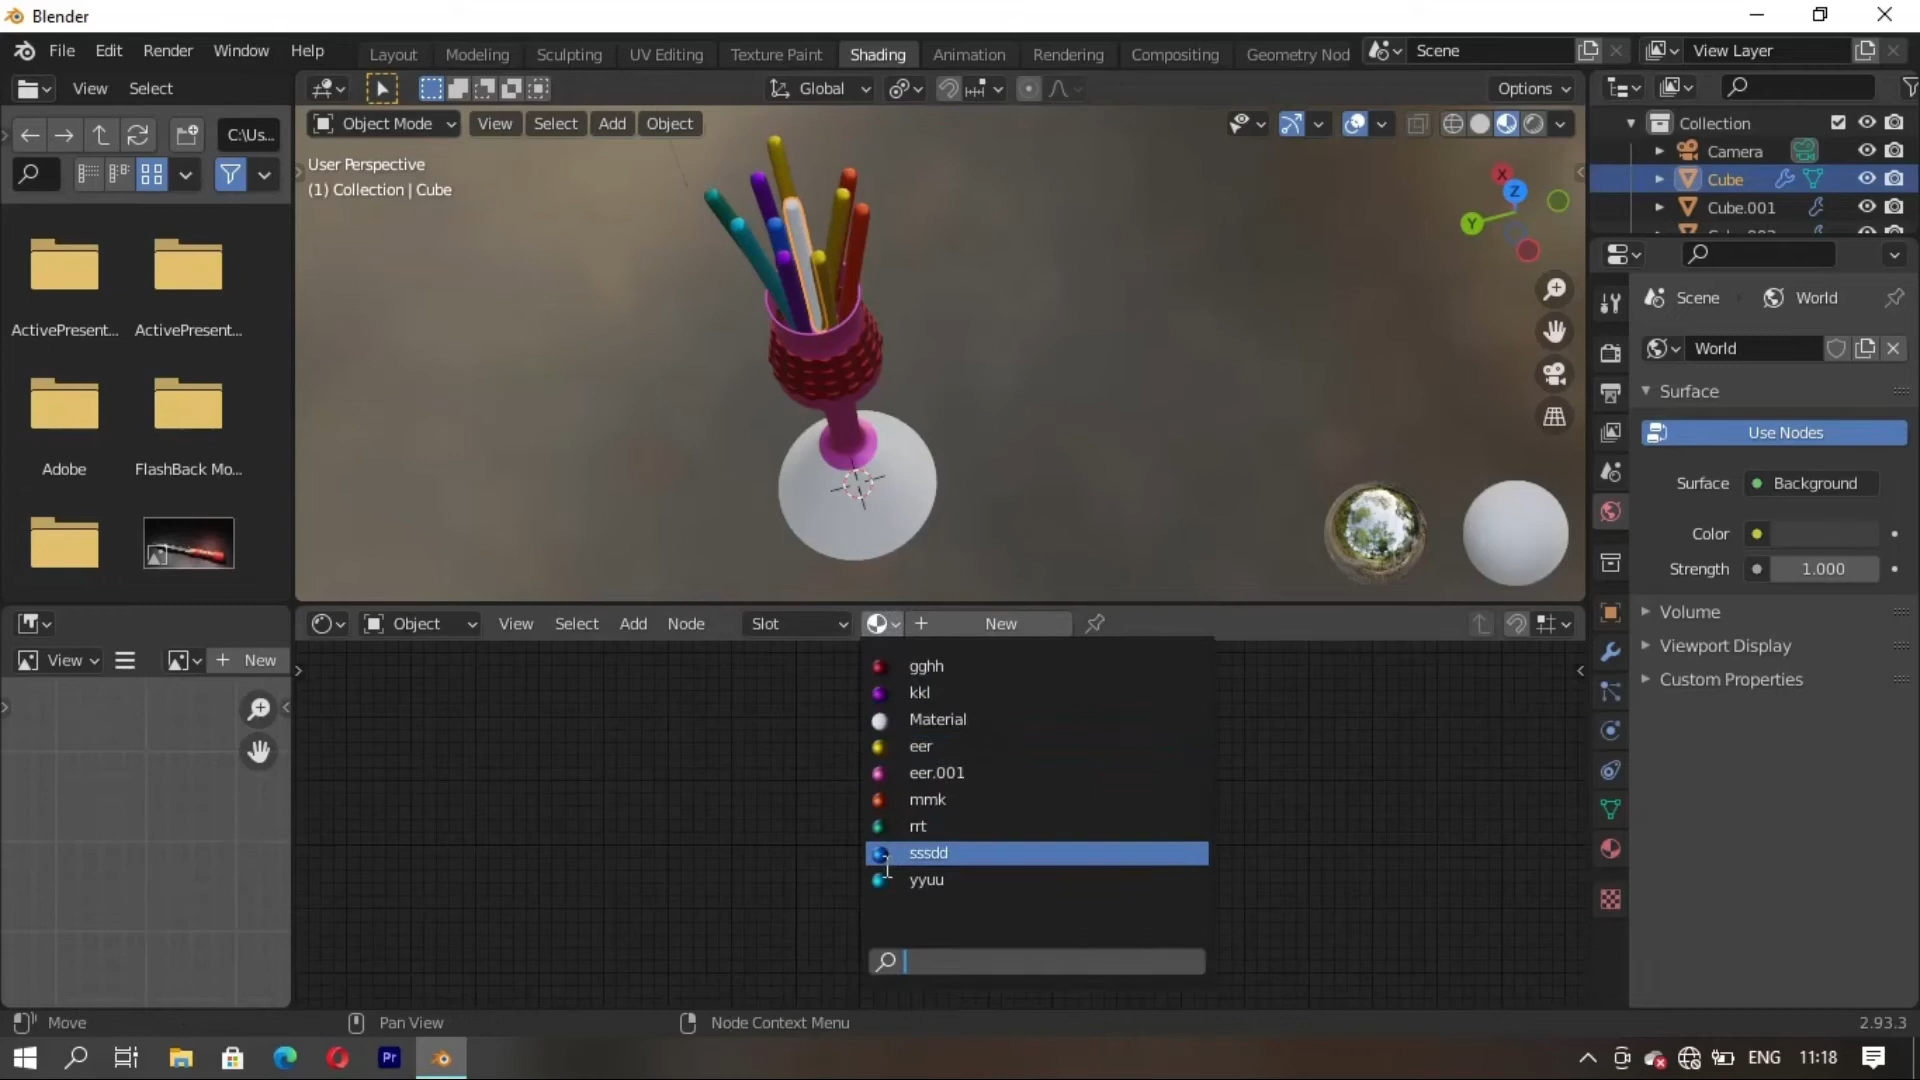 Blender
File Edit Render Window Help Layout Modeling Sculpting UV Editing Texture Paint Shading Animation Rendering Compositing Geometry Nod Scene View Layer
View Select Global Options
C:\Us...
Object Mode View Select Add Object
User Perspective
(1) Collection | Cube
X
Z
Y
ActivePresent... ActivePresent...
Adobe FlashBack Mo...
Collection
Camera
Cube
Cube.001
Scene World
World
Surface
Use Nodes
Surface Background
Color
Strength 1.000
Volume
Viewport Display
Custom Properties
Object View Select Add Node Slot New
View New
gghh
kkl
Material
eer
eer.001
mmk
rrt
sssdd
yyuu
Move Pan View Node Context Menu 2.93.3
Pr ENG 11:18